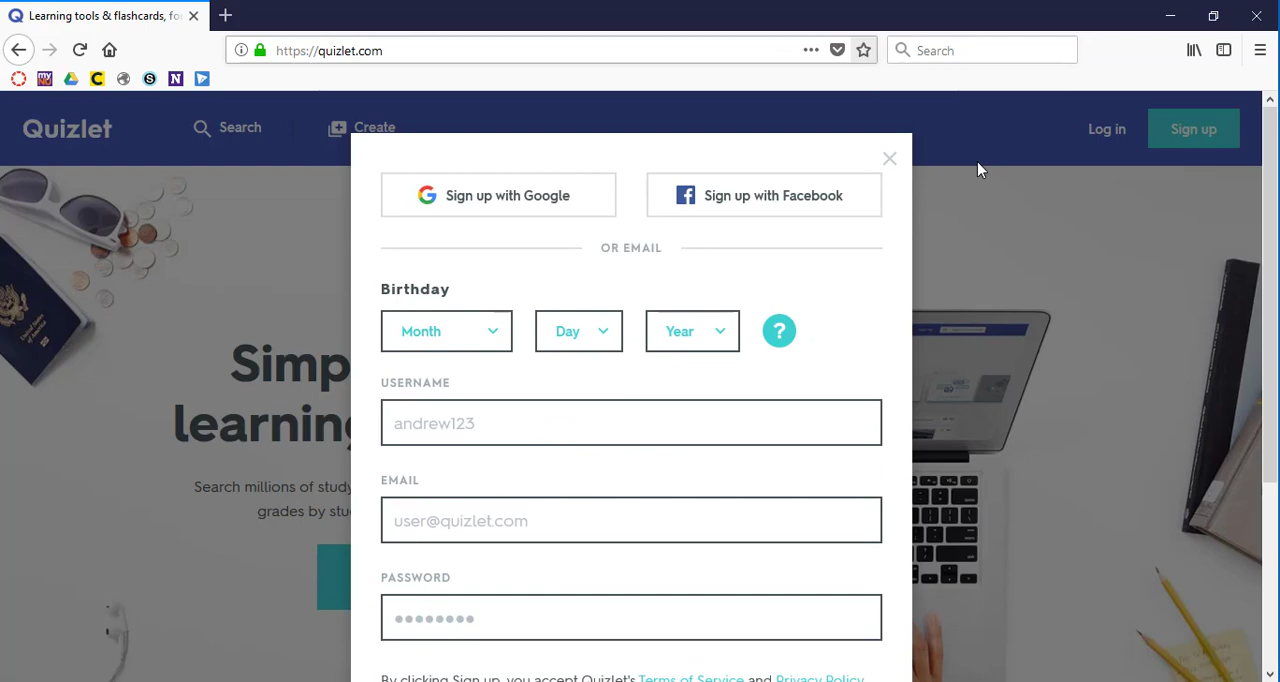 Learning tools & flashcards, fo
https://quizlet.com
Search
Quizlet
Search
Create
Log in
Sign up
Sign up with Google
Sign up with Facebook
OR EMAIL
Birthday
Month
Day
Year
?
USERNAME
andrew123
EMAIL
user@quizlet.com
PASSWORD
By clicking Sign up, you accept Quizlet's Terms of Service and Privacy Policy
Simp
learning
Search millions of study
grades by stu